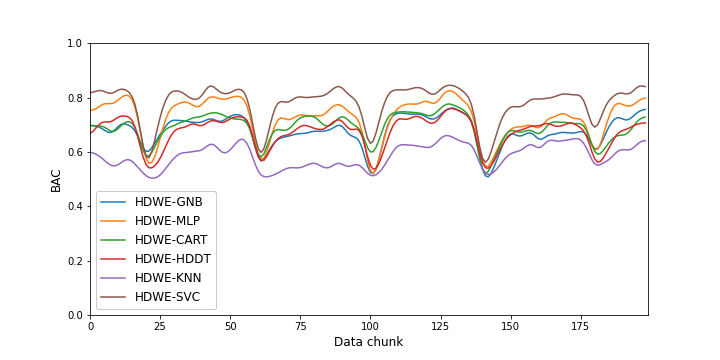 1.0
0.8
0.6
0.4
0.2
0.0
BAC
HDWE-GNB
HDWE-MLP
HDWE-CART
HDWE-HDDT
HDWE-KNN
HDWE-SVC
0 25 50 75 100 125 150 175
Data chunk